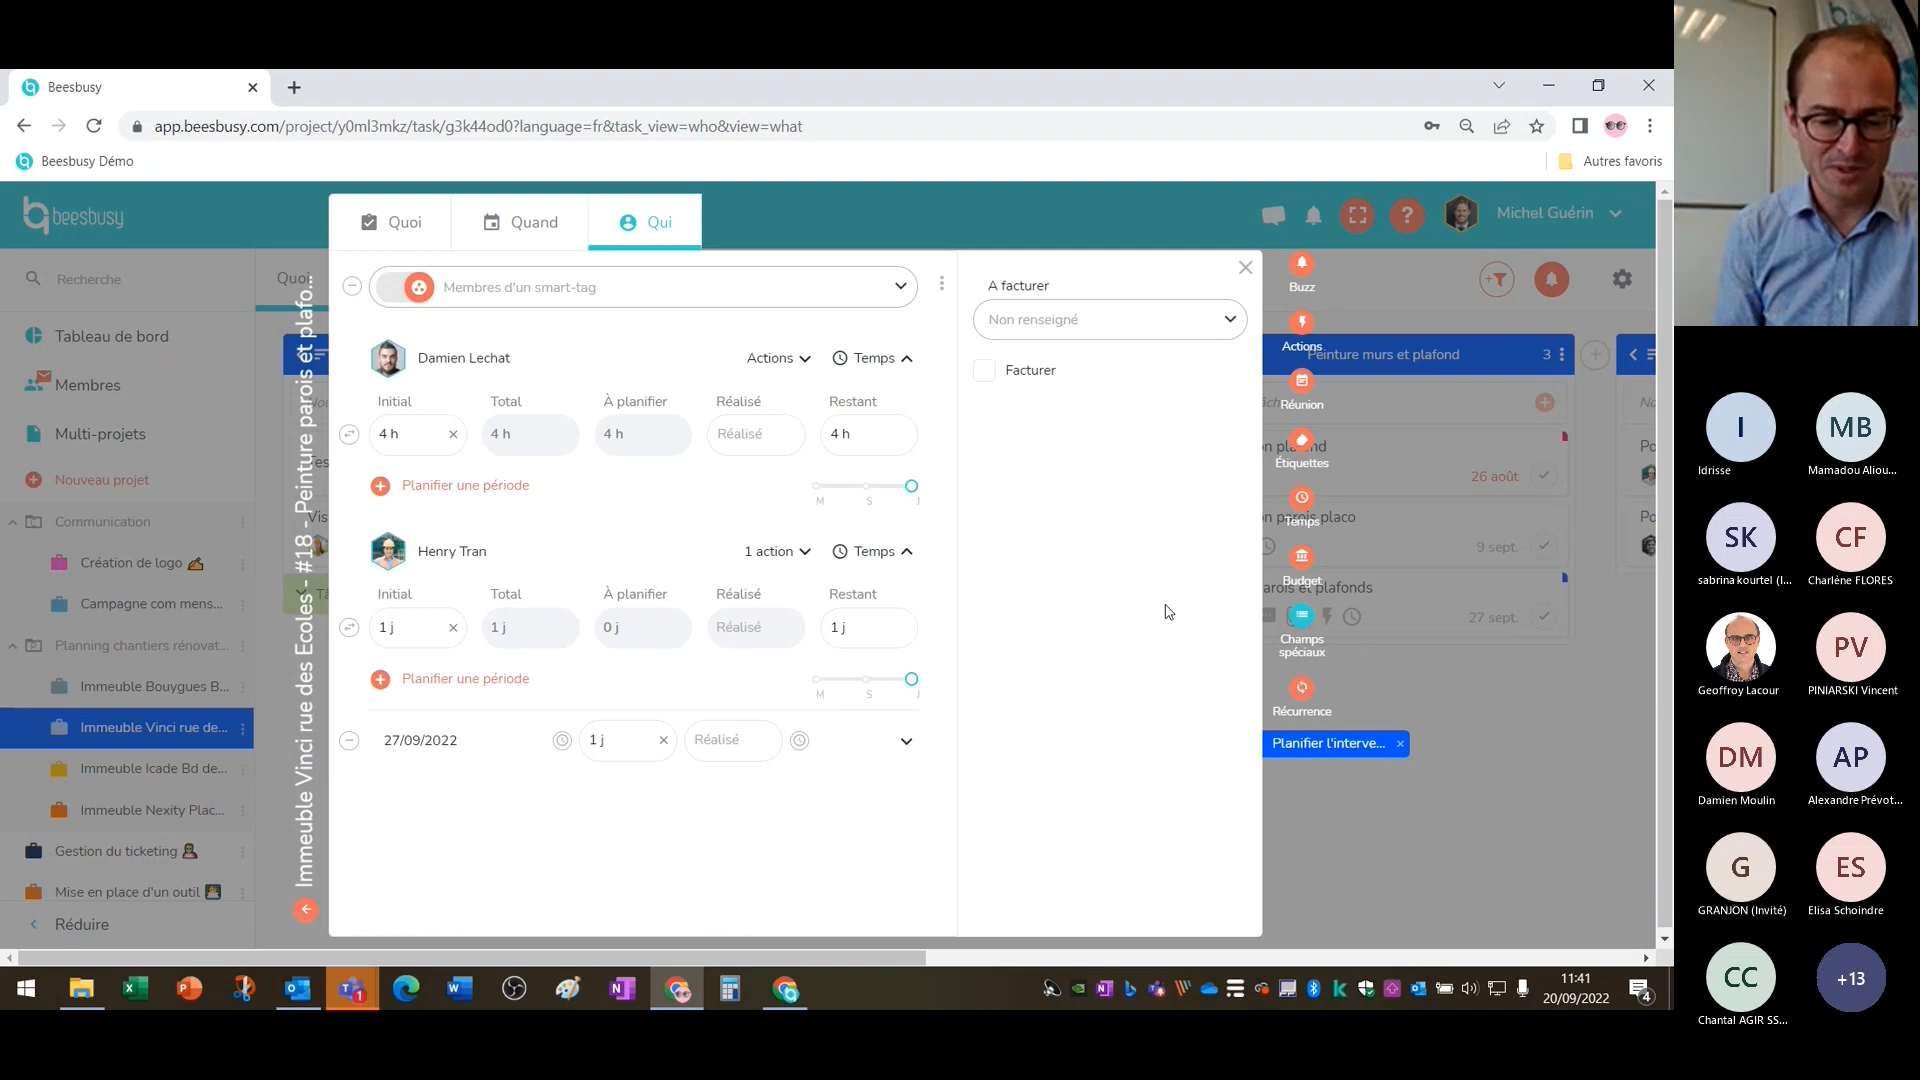 Beesbusy
app.beesbusy.com/project/y0ml3mkz/task/g3k44od0?language=fr&task_view=who&view=what
Beesbusy Démo
Autres favoris
beesbusy
Quoi
Quand
Qui
Michel Guérin
Recherche
Quoi
Tableau de bord
Membres
Multi-projets
Nouveau projet
Communication
Création de logo
Campagne com mens...
Planning chantiers rénovat...
Immeuble Bouygues B...
Immeuble Vinci rue de...
Immeuble Icade Bd de...
Immeuble Nexity Plac...
Gestion du ticketing
Mise en place d'un outil
Réduire
Immeuble Vinci rue des Ecoles - #18 - Peinture parois et plafo...
Membres d'un smart-tag
Damien Lechat
Actions
Temps
Initial
Total
À planifier
Réalisé
Restant
4 h
4 h
4 h
Réalisé
4 h
Planifier une période
M
S
J
Henry Tran
1 action
Temps
Initial
Total
À planifier
Réalisé
Restant
1 j
1 j
0 j
Réalisé
1 j
Planifier une période
M
S
J
27/09/2022
1 j
Réalisé
A facturer
Non renseigné
Facturer
Buzz
Actions
Réunion
Étiquettes
Temps
Budget
Champs
spéciaux
Récurrence
Planifier l'interve...
Peinture murs et plafond
3
26 août
9 sept.
27 sept.
11:41
20/09/2022
4
1
I
Idrisse
MB
Mamadou Aliou...
SK
sabrina kourtel (I...
CF
Charlène FLORES
Geoffroy Lacour
PV
PINIARSKI Vincent
DM
Damien Moulin
AP
Alexandre Prévot...
G
GRANJON (Invité)
ES
Elisa Schoindre
CC
Chantal AGIR SS...
+13